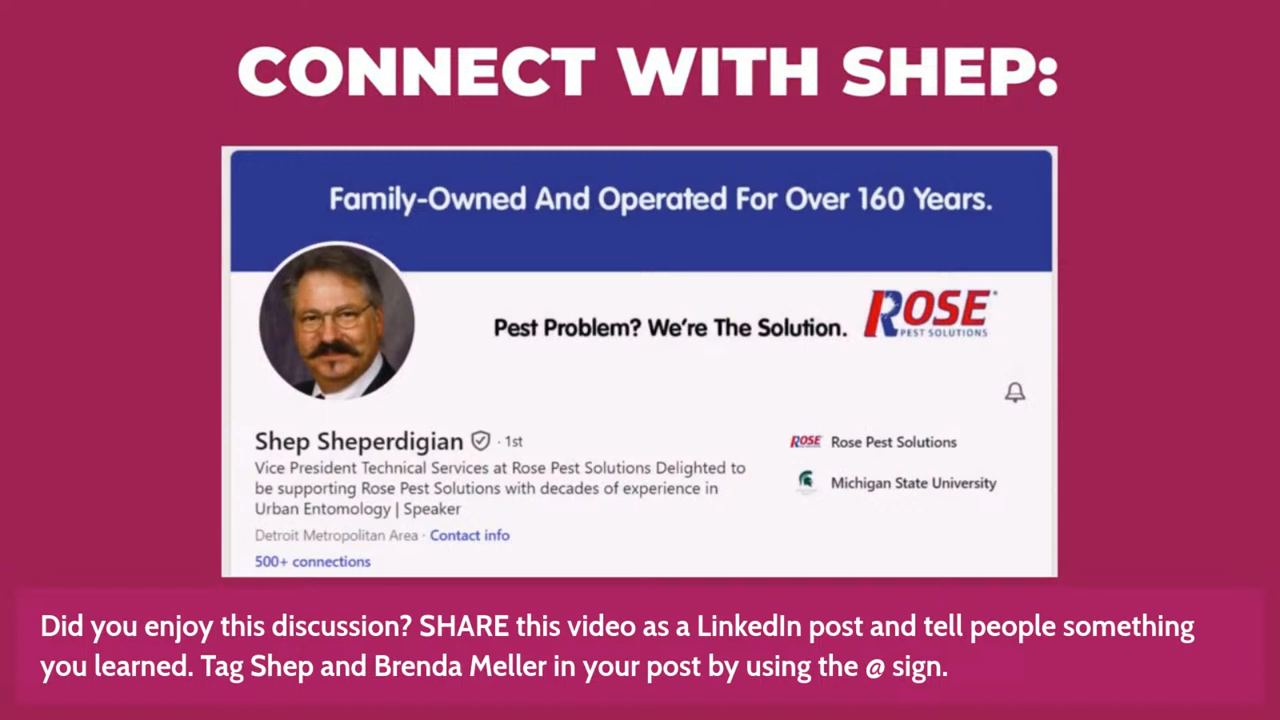 CONNECT WITH SHEP:
Family-Owned And Operated For Over 160 Years.
Pest Problem? We're The Solution.
ROSE
PEST SOLUTIONS
Shep Sheperdigian · 1st
Vice President Technical Services at Rose Pest Solutions Delighted to
be supporting Rose Pest Solutions with decades of experience in
Urban Entomology | Speaker
Detroit Metropolitan Area · Contact info
500+ connections
ROSE Rose Pest Solutions
Michigan State University
Did you enjoy this discussion? SHARE this video as a LinkedIn post and tell people something
you learned. Tag Shep and Brenda Meller in your post by using the @ sign.